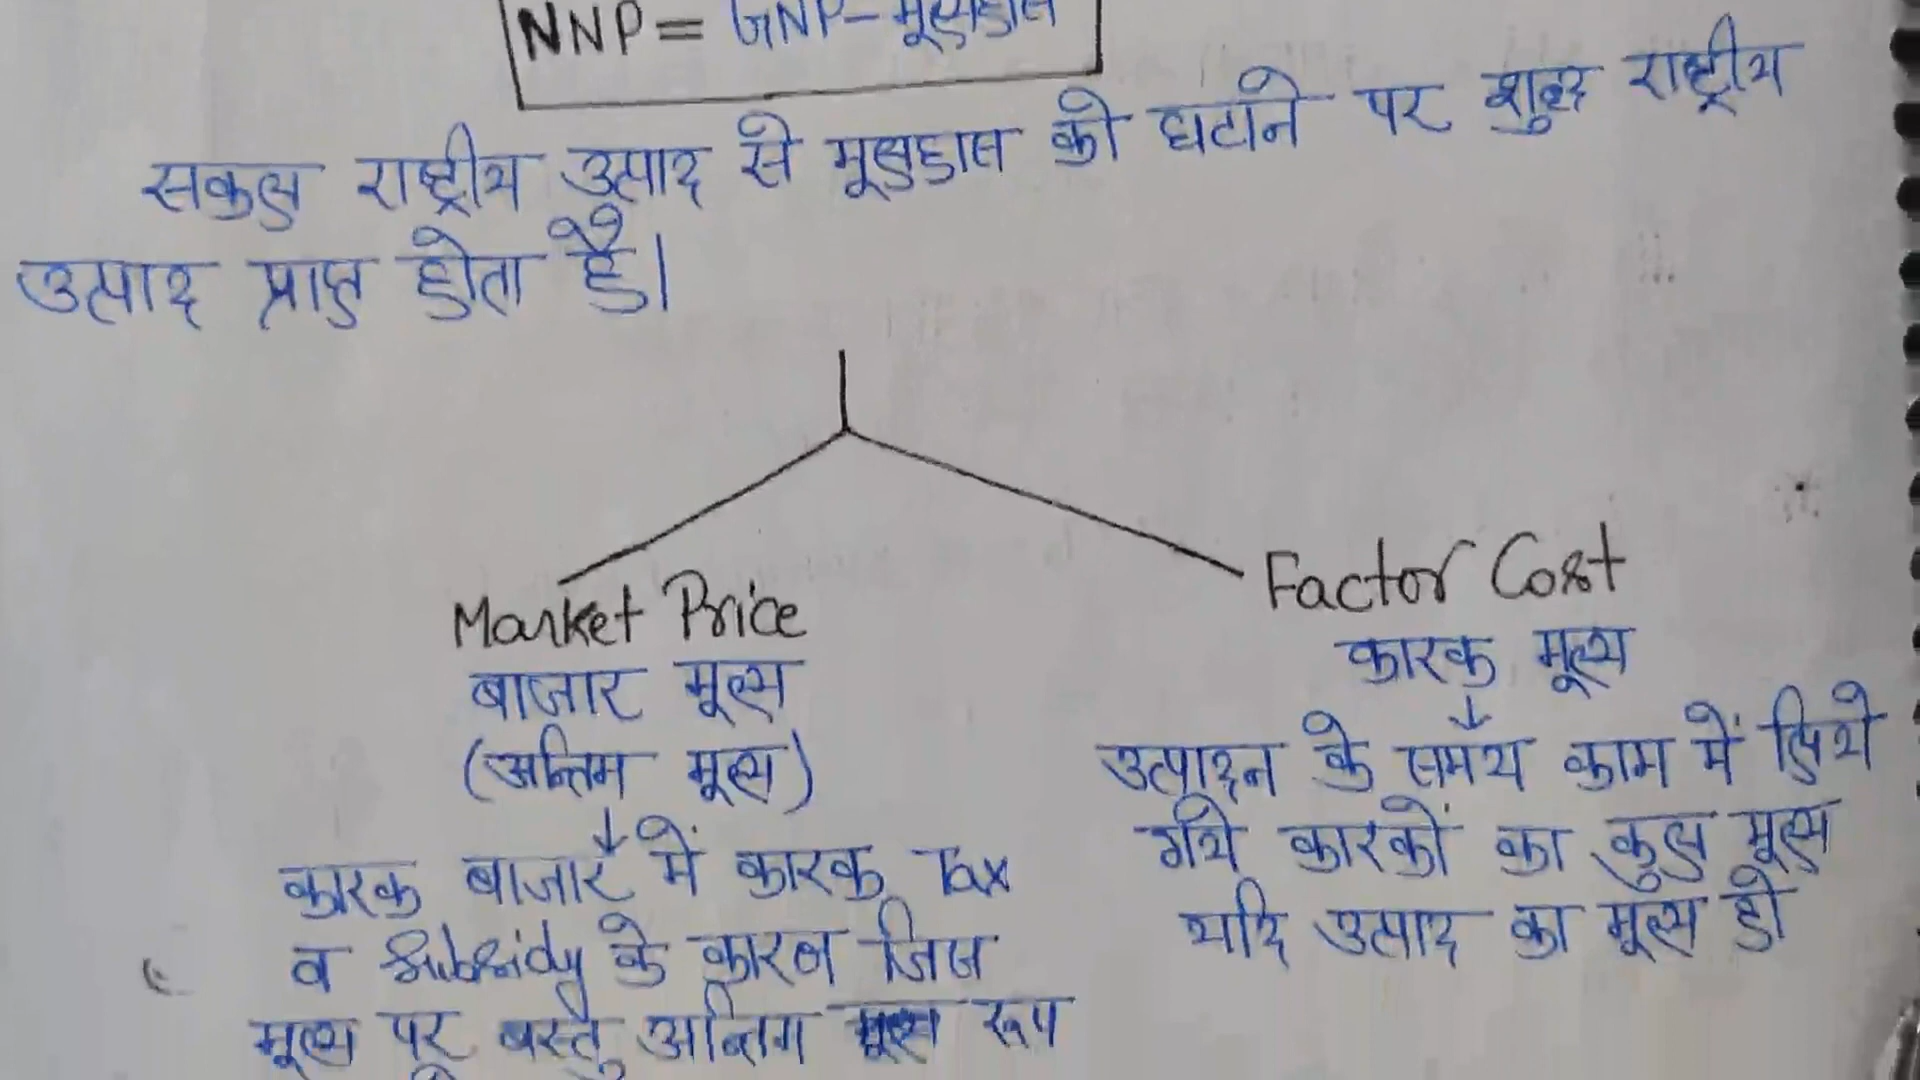 NNP = GNP - मूल्यह्रास
सकल राष्ट्रीय उत्पाद से मूल्यह्रास को घटाने पर शुद्ध राष्ट्रीय
उत्पाद प्राप्त होता है।
Market Price
बाजार मूल्य
(अन्तिम मूल्य)
कारक बाजार में कारक Tax
व Subsidy के कारण जिस
मूल्य पर वस्तु अन्तिम मूल्य रूप
Factor Cost
कारक मूल्य
उत्पादन के समय काम में लिये
गये कारकों का कुल मूल्य
यदि उत्पाद का मूल्य हो